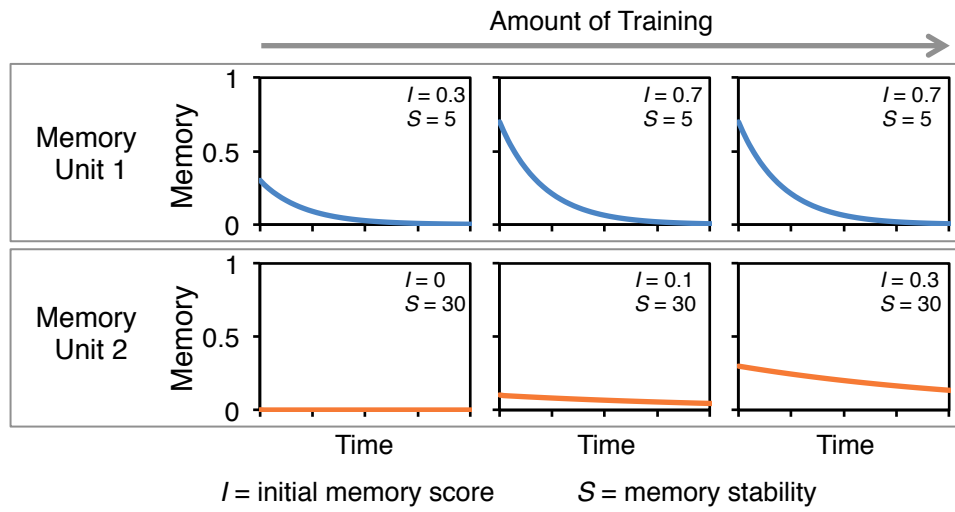 Amount of Training
Memory
Unit 1
Memory
1
0.5
0
I = 0.3
S = 5
I = 0.7
S = 5
I = 0.7
S = 5
Memory
Unit 2
Memory
1
0.5
0
I = 0
S = 30
I = 0.1
S = 30
I = 0.3
S = 30
Time
Time
Time
I = initial memory score
S = memory stability